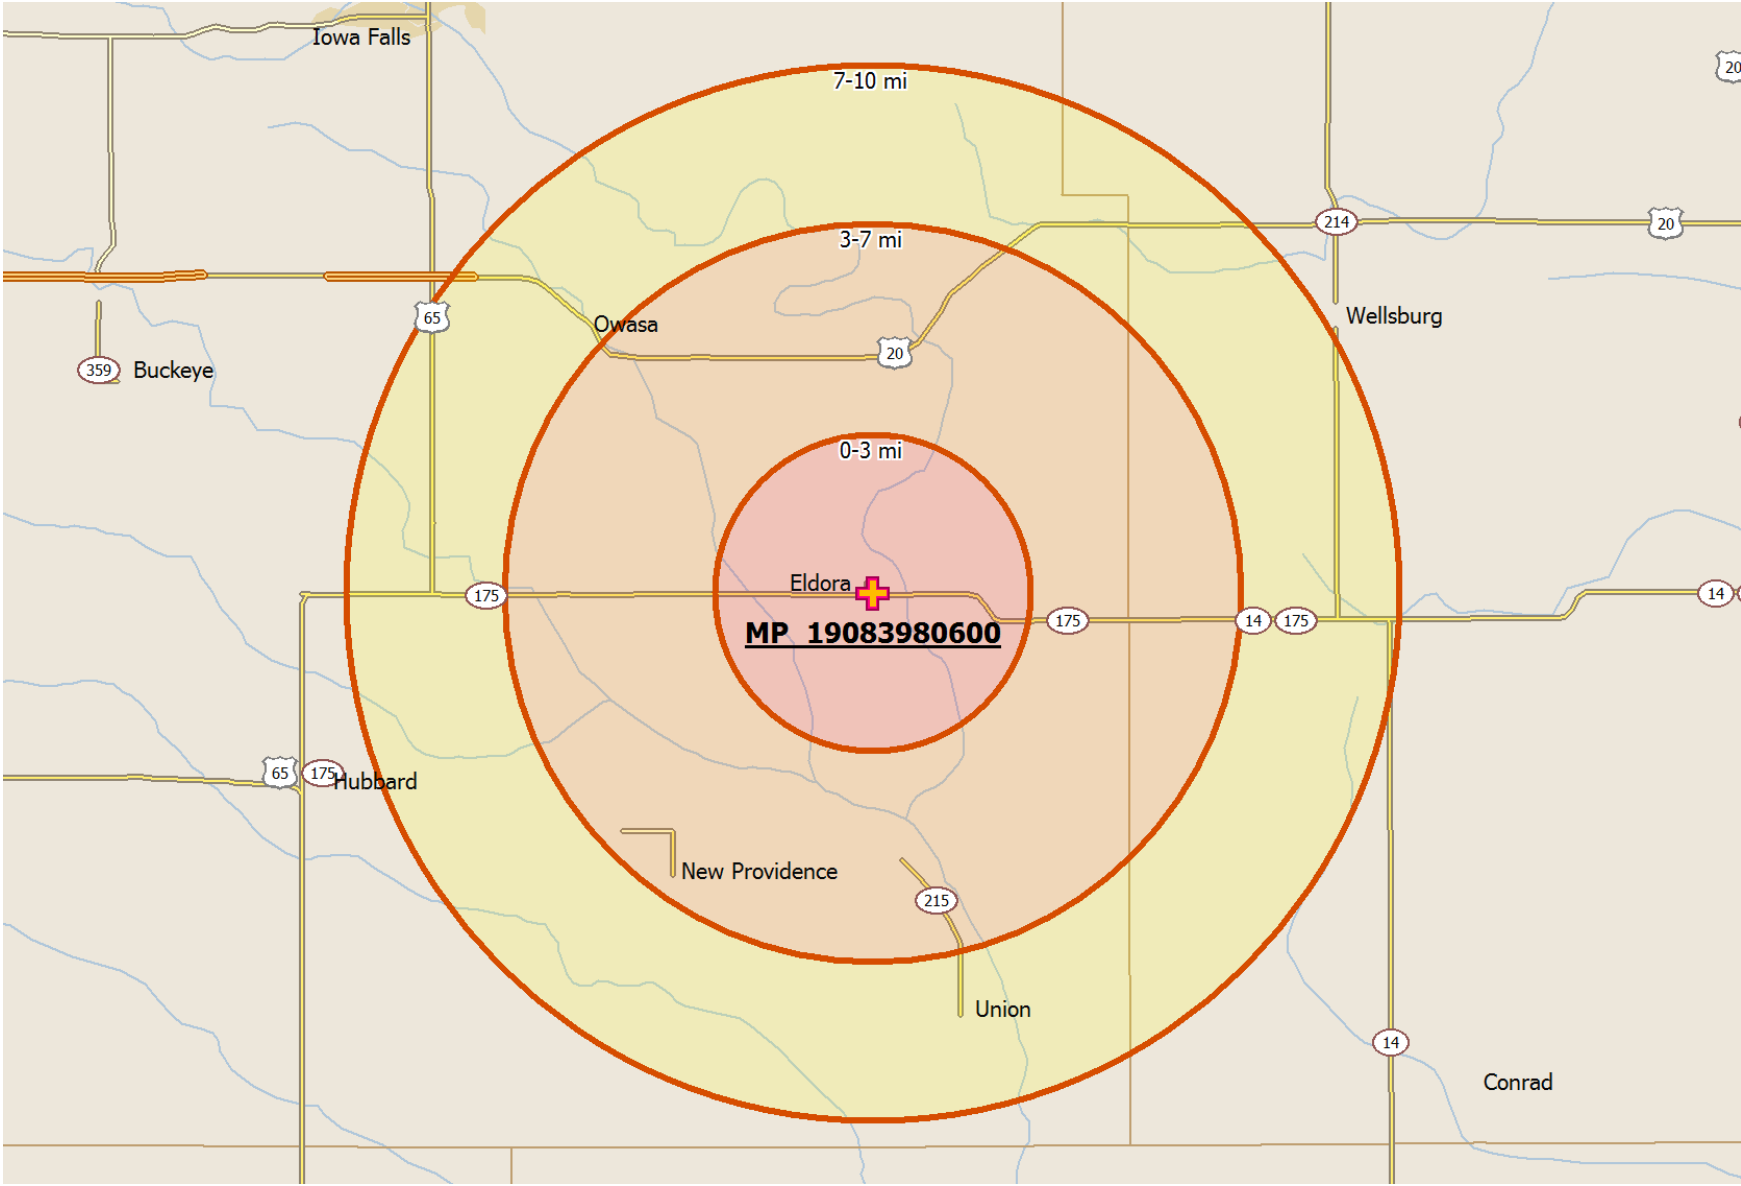 Iowa Falls
20
7-10 mi
214
20
3-7 mi
65
Owasa
Wellsburg
20
359
Buckeye
0-3 mi
Eldora
175
14
175
14
175
MP 19083980600
65
175
Hubbard
New Providence
215
Union
14
Conrad